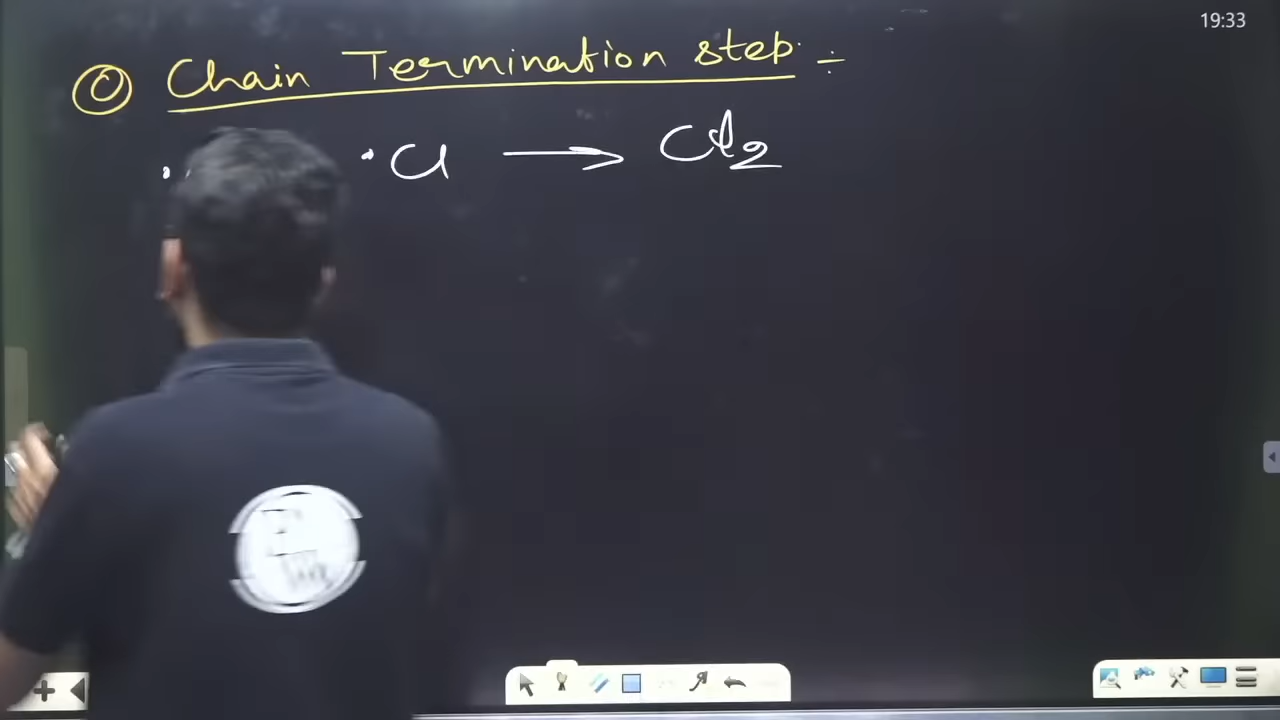 19:33
Ⓞ Chain Termination step :-
·Cl ⟶ Cl₂